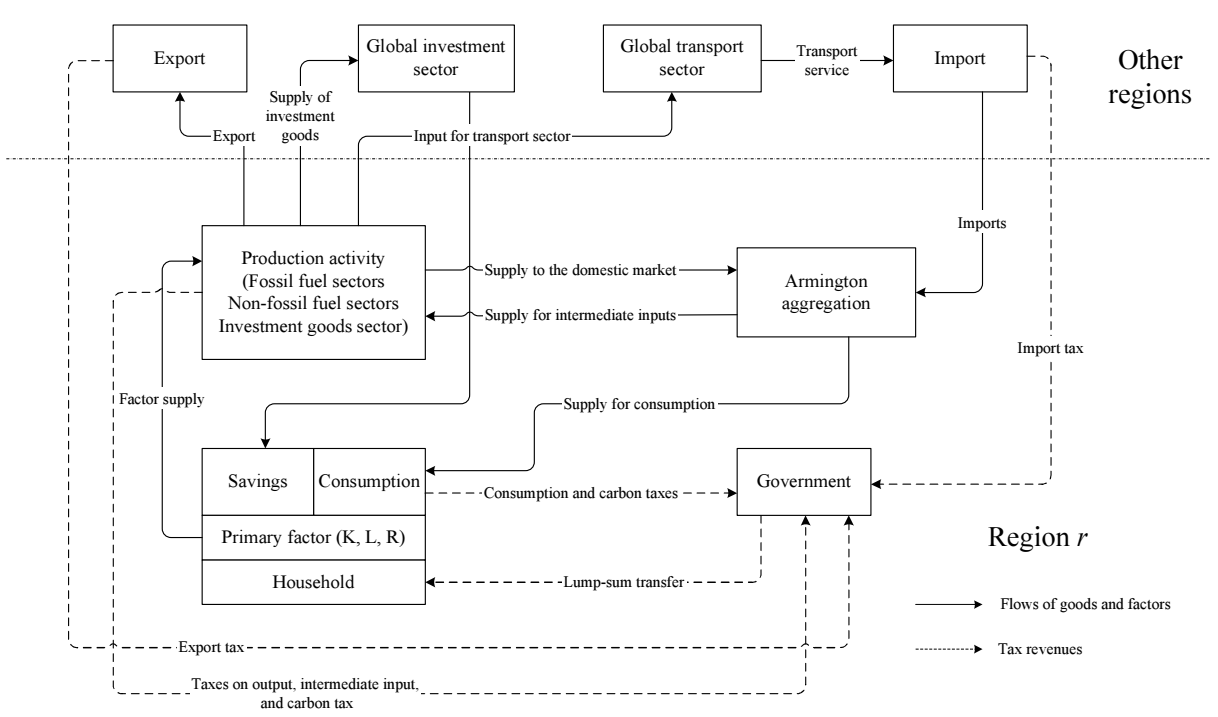 Export
Global investment
sector
Global transport
sector
Transport
service
Import
Other
regions
Supply of
investment
goods
Export
Input for transport sector
Imports
Production activity
(Fossil fuel sectors
Non-fossil fuel sectors
Investment goods sector)
Supply to the domestic market
Supply for intermediate inputs
Armington
aggregation
Import tax
Factor supply
Supply for consumption
Savings
Consumption
Consumption and carbon taxes
Government
Primary factor (K, L, R)
Region r
Household
Lump-sum transfer
Flows of goods and factors
Export tax
Tax revenues
Taxes on output, intermediate input,
and carbon tax